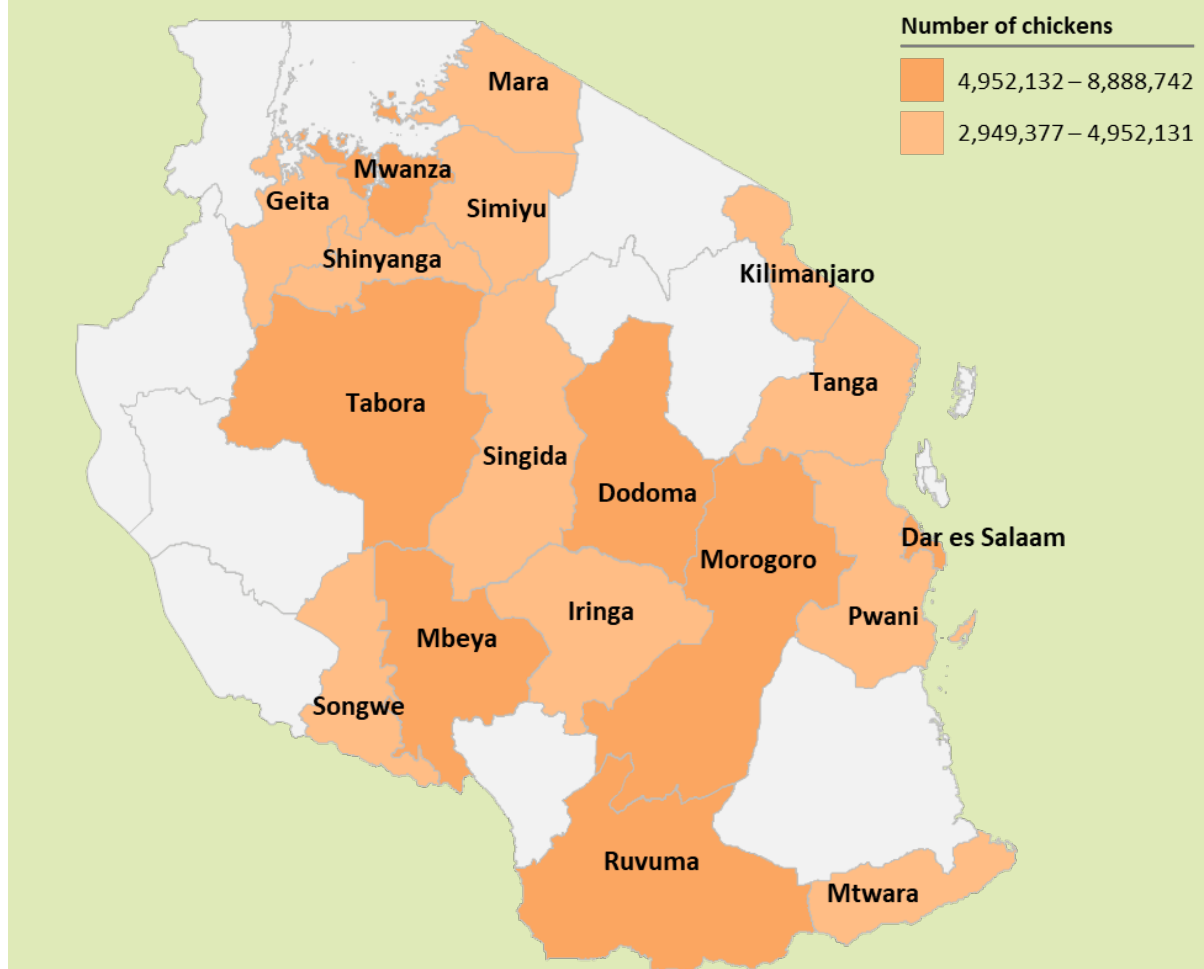 Number of chickens
4,952,132 – 8,888,742
2,949,377 – 4,952,131
Mara
Mwanza
Geita
Simiyu
Shinyanga
Kilimanjaro
Tanga
Tabora
Singida
Dodoma
Dar es Salaam
Morogoro
Iringa
Pwani
Mbeya
Songwe
Ruvuma
Mtwara